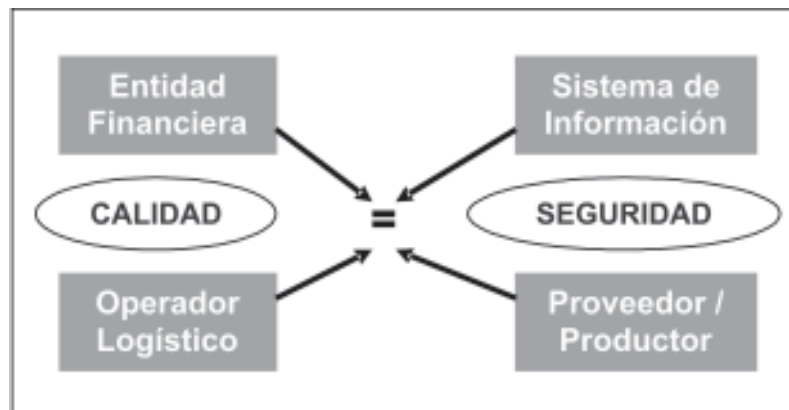 Entidad
Financiera
Sistema de
Información
CALIDAD
=
SEGURIDAD
Operador
Logístico
Proveedor /
Productor